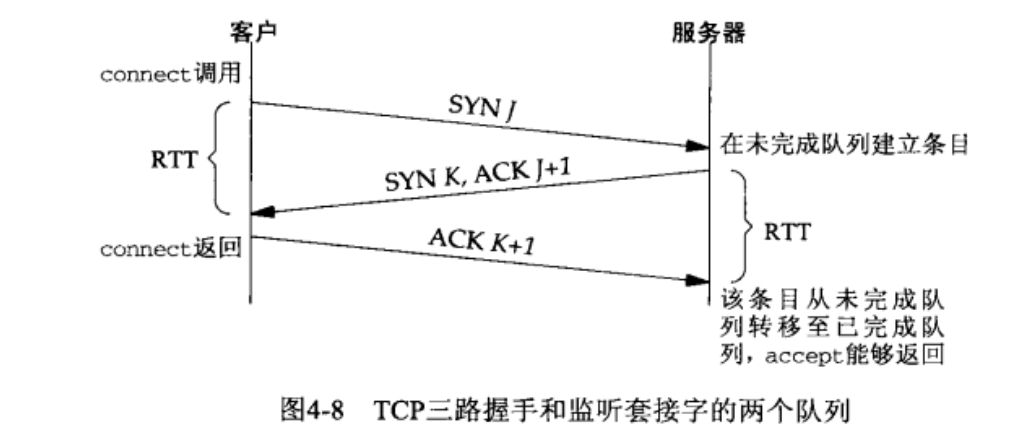 客户
服务器
connect调用
SYN J
RTT
在未完成队列建立条目
SYN K, ACK J+1
RTT
connect返回
ACK K+1
该条目从未完成队
列转移至已完成队
列，accept能够返回
图4-8 TCP三路握手和监听套接字的两个队列